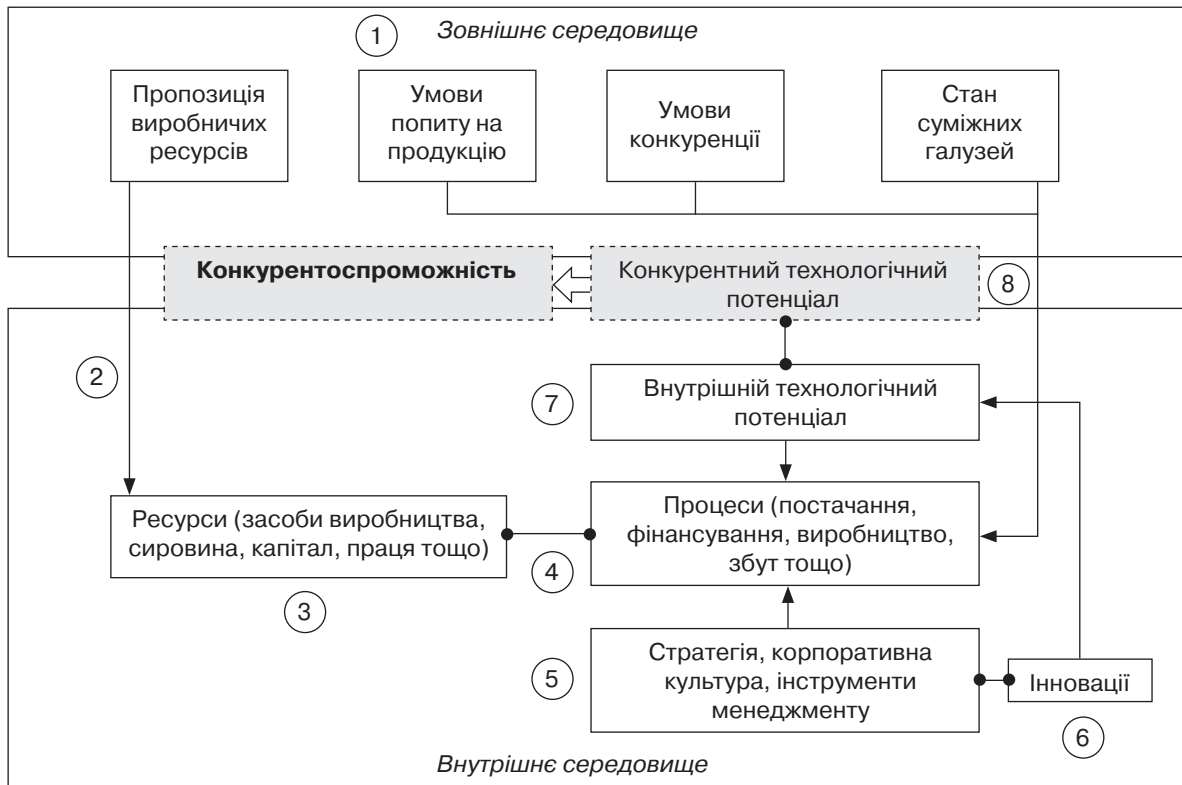 1
Зовнішнє середовище
Пропозиція
виробничих
ресурсів
Умови
попиту на
продукцію
Умови
конкуренції
Стан
суміжних
галузей
Конкурентоспроможність
Конкурентний технологічний
потенціал
8
2
7
Внутрішній технологічний
потенціал
Ресурси (засоби виробництва,
сировина, капітал, праця тощо)
3
4
Процеси (постачання,
фінансування, виробництво,
збут тощо)
5
Стратегія, корпоративна
культура, інструменти
менеджменту
Інновації
6
Внутрішнє середовище